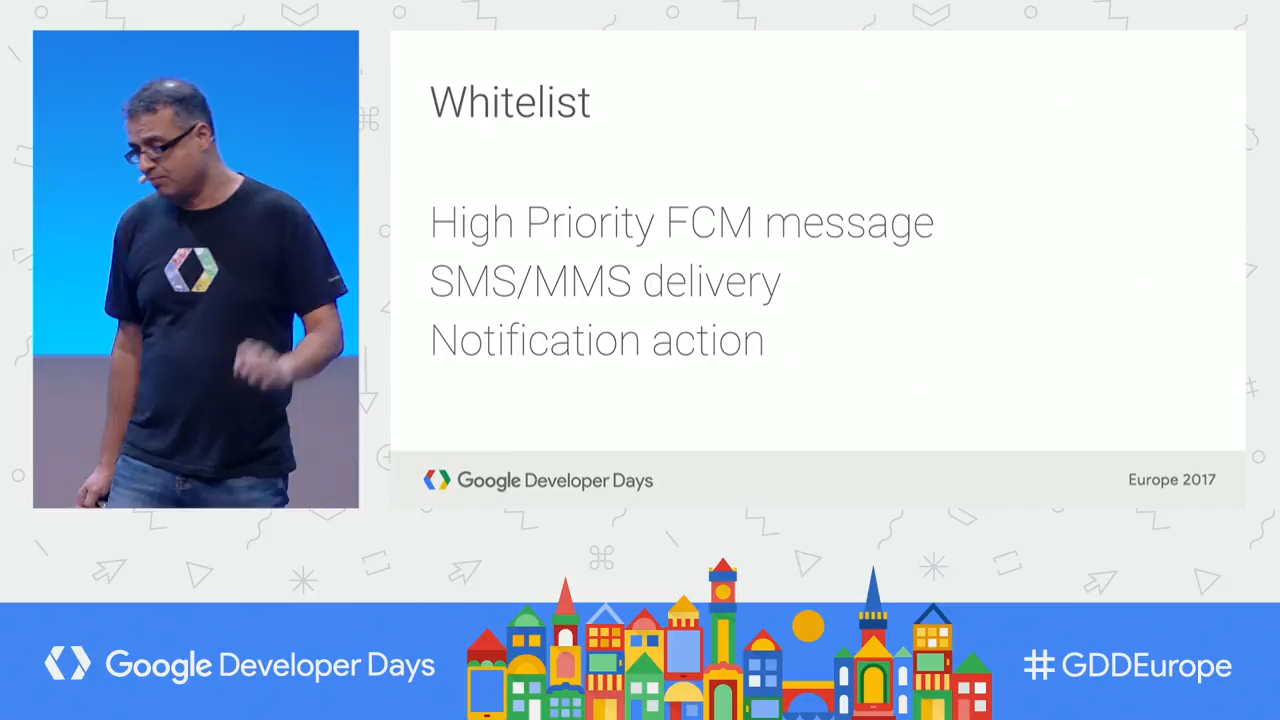 Whitelist
High Priority FCM message
SMS/MMS delivery
Notification action
Google Developer Days
Europe 2017
Google Developer Days
#GDDEurope